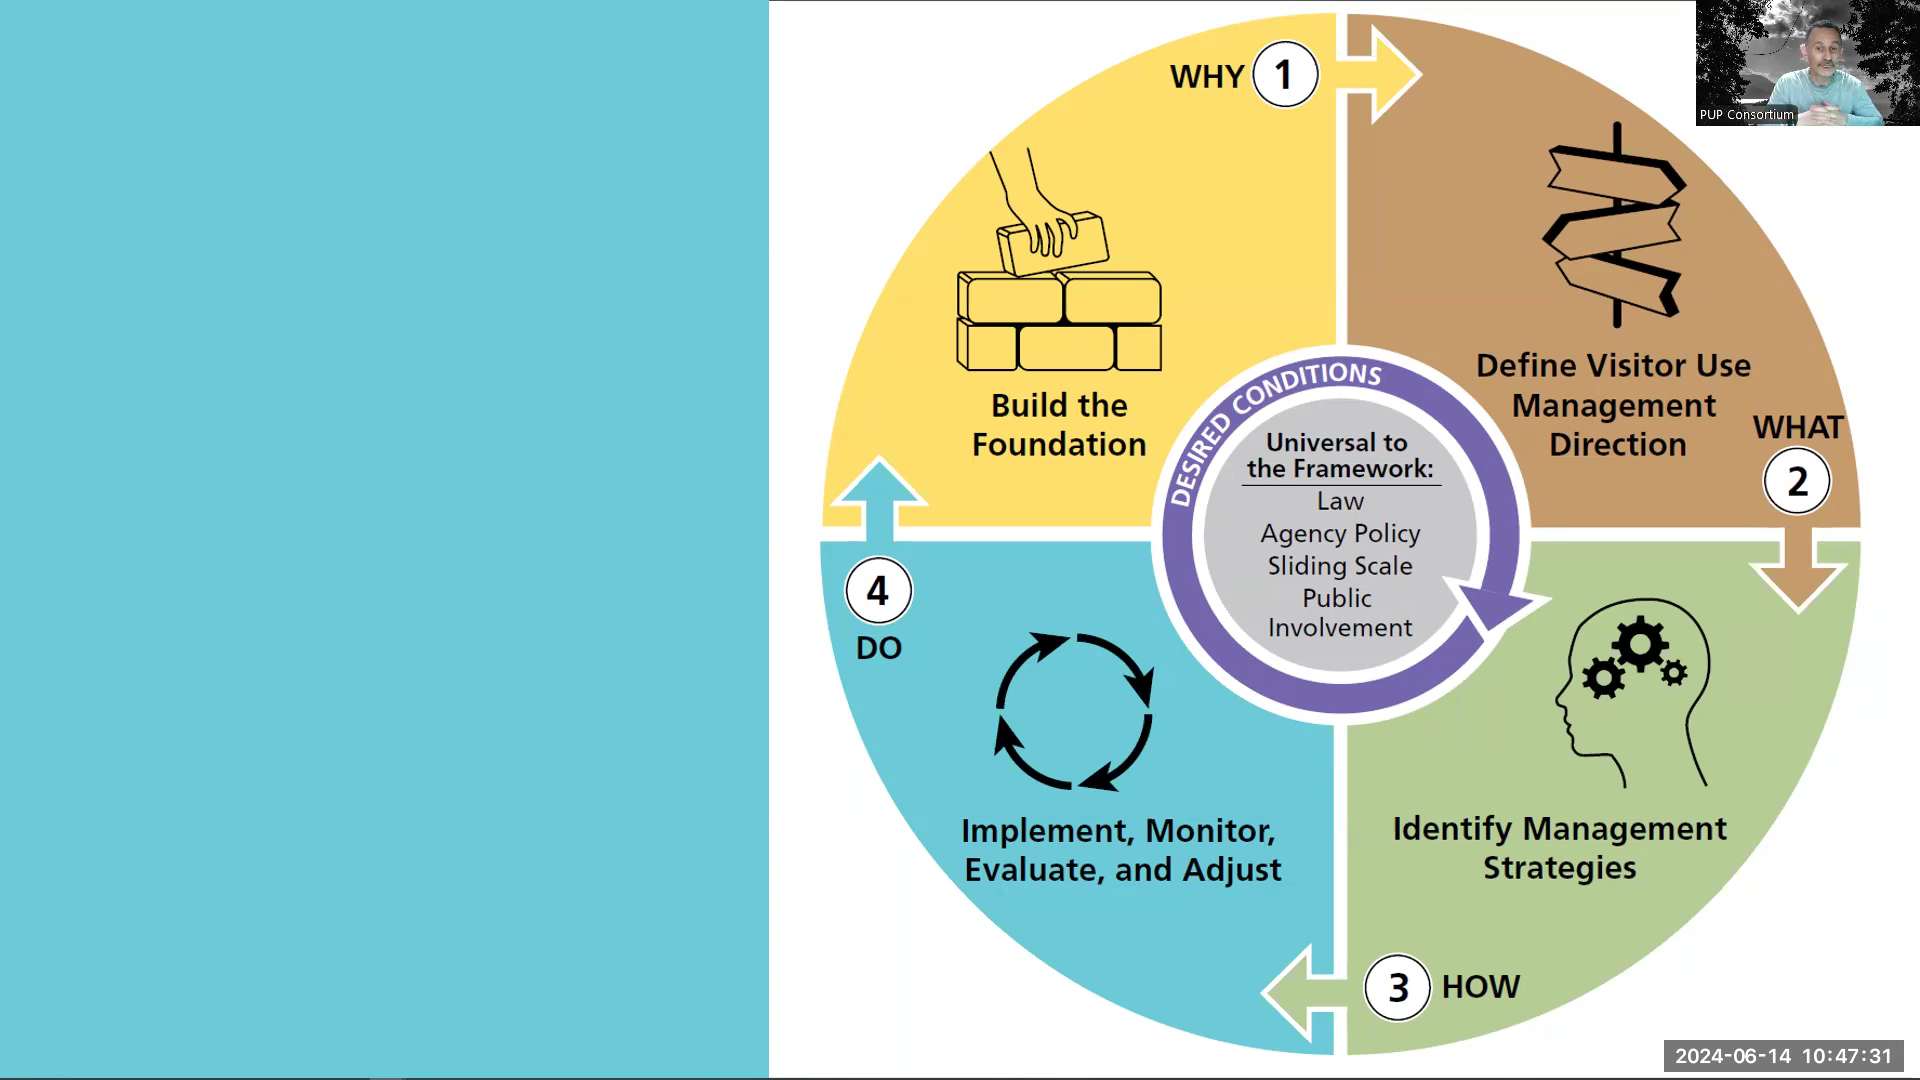 WHY 1
Build the
Foundation
Define Visitor Use
Management
Direction
WHAT
2
DESIRED CONDITIONS
Universal to
the Framework:
Law
Agency Policy
Sliding Scale
Public
Involvement
4
DO
Implement, Monitor,
Evaluate, and Adjust
Identify Management
Strategies
3 HOW
PUP Consortium
2024-06-14 10:47:31